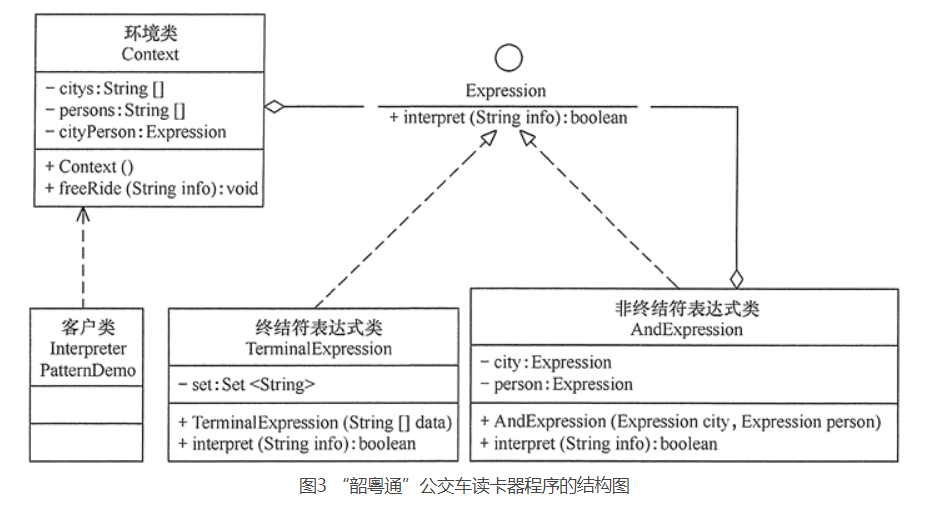 环境类
Context
− citys:String []
− persons:String []
− cityPerson:Expression
+ Context ()
+ freeRide (String info):void
Expression
+ interpret (String info):boolean
客户类
Interpreter
PatternDemo
终结符表达式类
TerminalExpression
− set:Set <String>
+ TerminalExpression (String [] data)
+ interpret (String info):boolean
非终结符表达式类
AndExpression
− city:Expression
− person:Expression
+ AndExpression (Expression city, Expression person)
+ interpret (String info):boolean
图3 “韶粤通”公交车读卡器程序的结构图